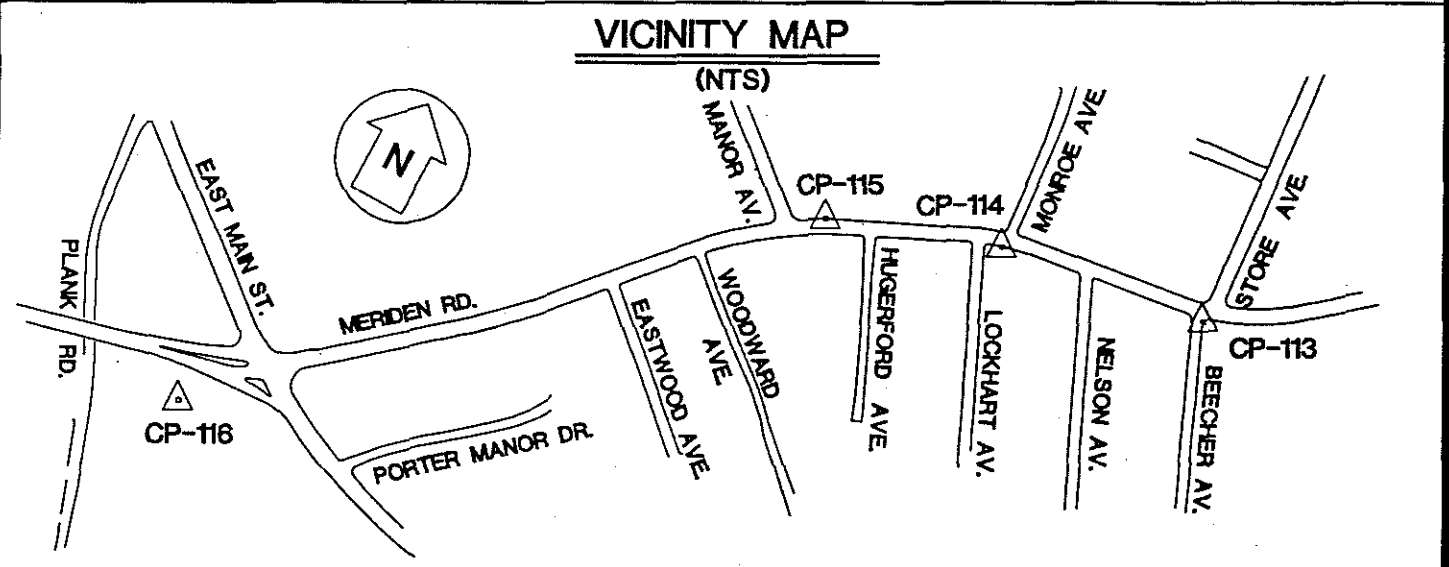 VICINITY MAP
(NTS)
N
PLANK RD.
EAST MAIN ST.
MERIDEN RD.
MANOR AV.
CP-115
CP-114
MONROE AVE.
STORE AVE.
CP-113
CP-116
PORTER MANOR DR.
EASTWOOD AVE.
WOODWARD AVE.
HUGERFORD AVE.
LOCKHART AV.
NELSON AV.
BEECHER AV.